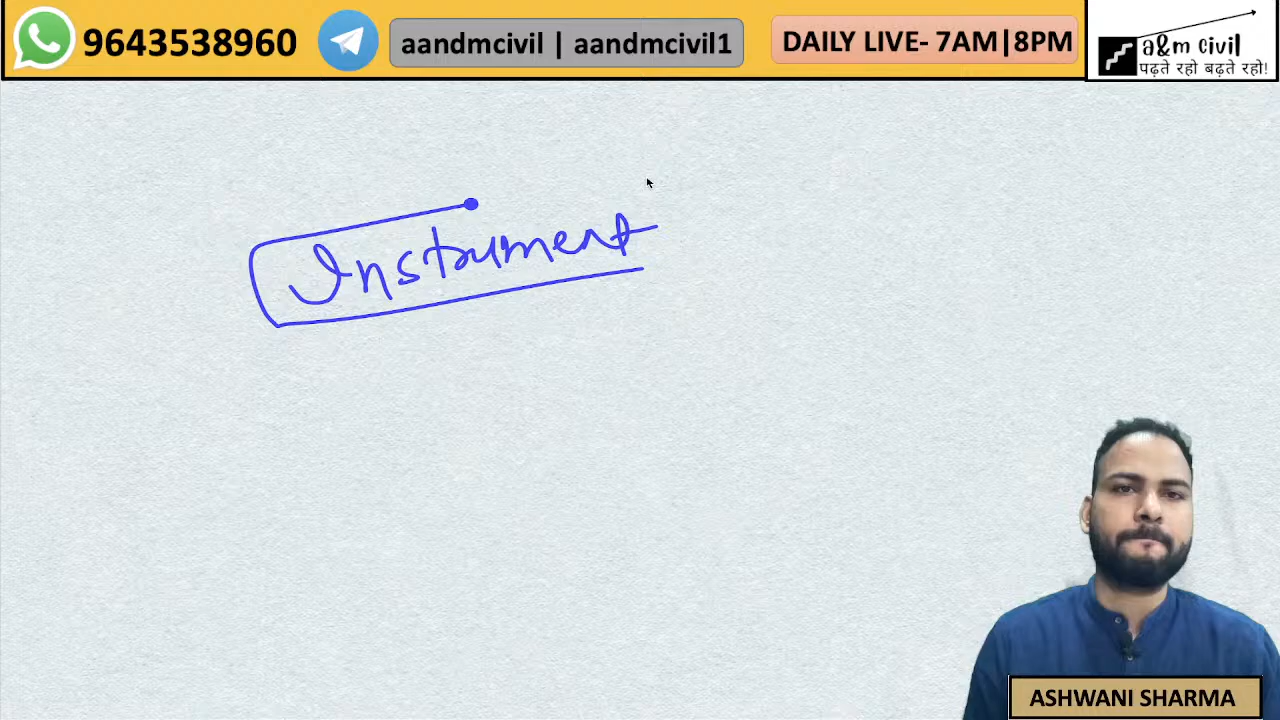 9643538960
aandmcivil | aandmcivil1
DAILY LIVE- 7AM|8PM
a&m civil
पढ़ते रहो बढ़ते रहो!
Instrument
ASHWANI SHARMA